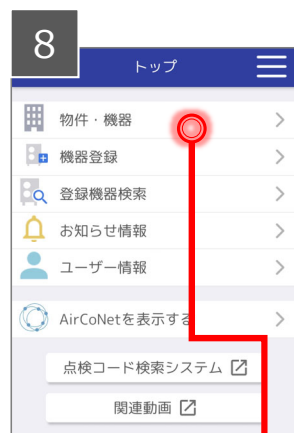 8
トップ
物件・機器
機器登録
登録機器検索
お知らせ情報
ユーザー情報
AirCoNetを表示する
点検コード検索システム
関連動画